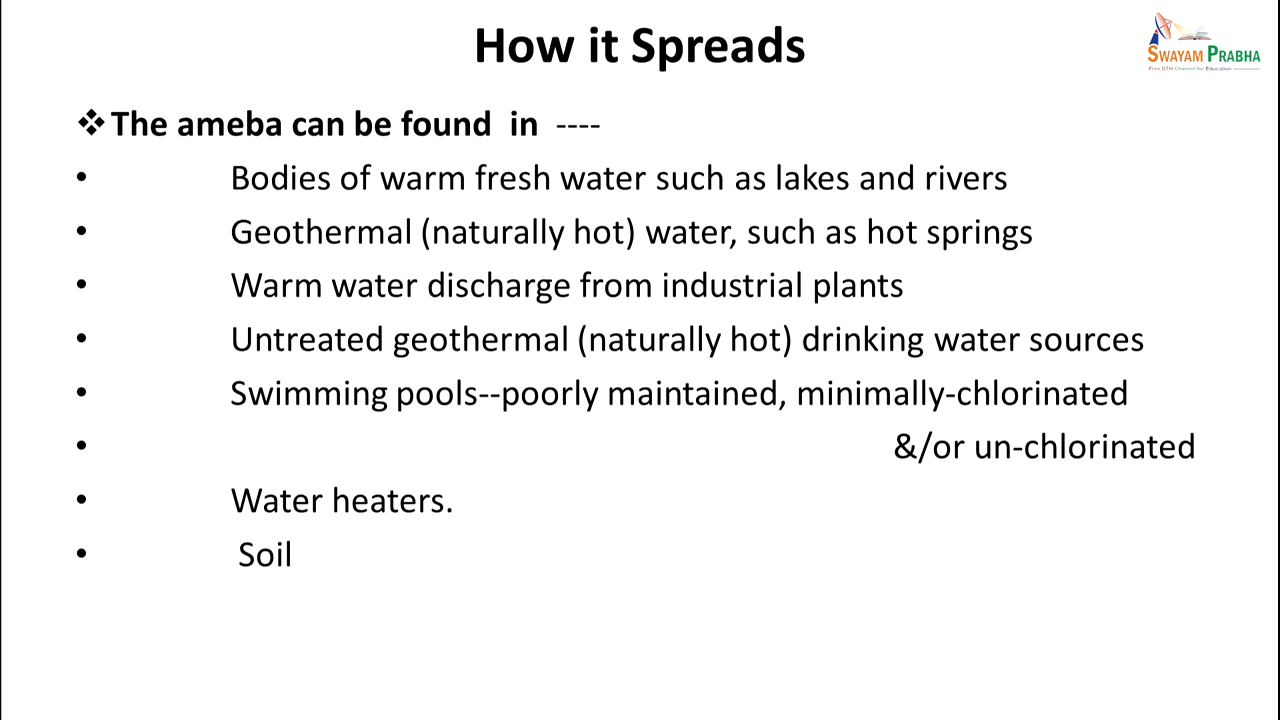 How it Spreads
SWAYAM PRABHA
Free DTH Channel for Education
❖ The ameba can be found in ----
• Bodies of warm fresh water such as lakes and rivers
• Geothermal (naturally hot) water, such as hot springs
• Warm water discharge from industrial plants
• Untreated geothermal (naturally hot) drinking water sources
• Swimming pools--poorly maintained, minimally-chlorinated
• &/or un-chlorinated
• Water heaters.
• Soil